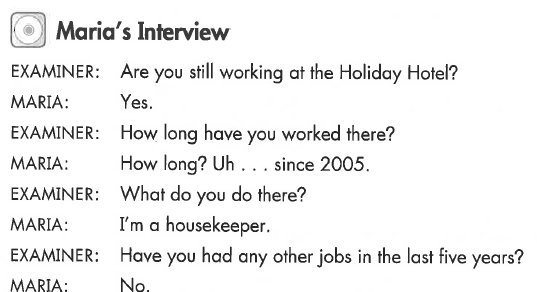 Maria's Interview
EXAMINER: Are you still working at the Holiday Hotel?
MARIA: Yes.
EXAMINER: How long have you worked there?
MARIA: How long? Uh . . . since 2005.
EXAMINER: What do you do there?
MARIA: I'm a housekeeper.
EXAMINER: Have you had any other jobs in the last five years?
MARIA: No.